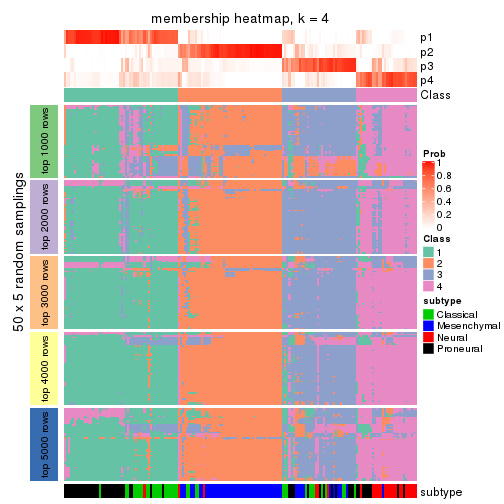 membership heatmap, k = 4
p1
p2
p3
p4
Class
50 x 5 random samplings
top 1000 rows
top 2000 rows
top 3000 rows
top 4000 rows
top 5000 rows
subtype
Prob
1
0.8
0.6
0.4
0.2
0
Class
1
2
3
4
subtype
Classical
Mesenchymal
Neural
Proneural